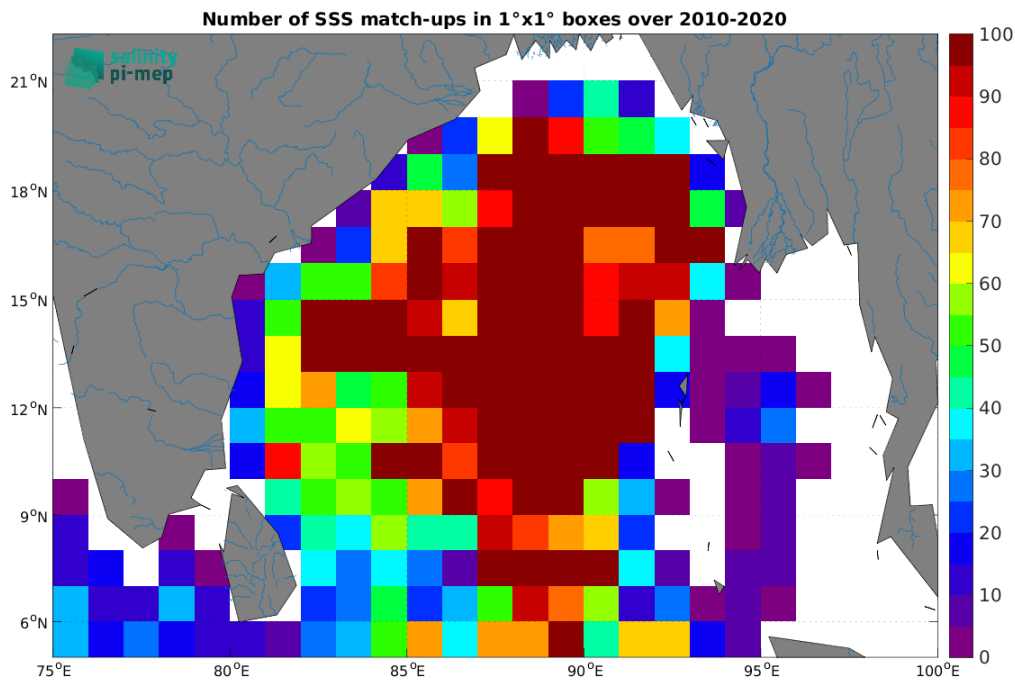 Number of SSS match-ups in 1°x1° boxes over 2010-2020
salinity
pi-mep
21°N
18°N
15°N
12°N
9°N
6°N
75°E
80°E
85°E
90°E
95°E
100°E
100
90
80
70
60
50
40
30
20
10
0